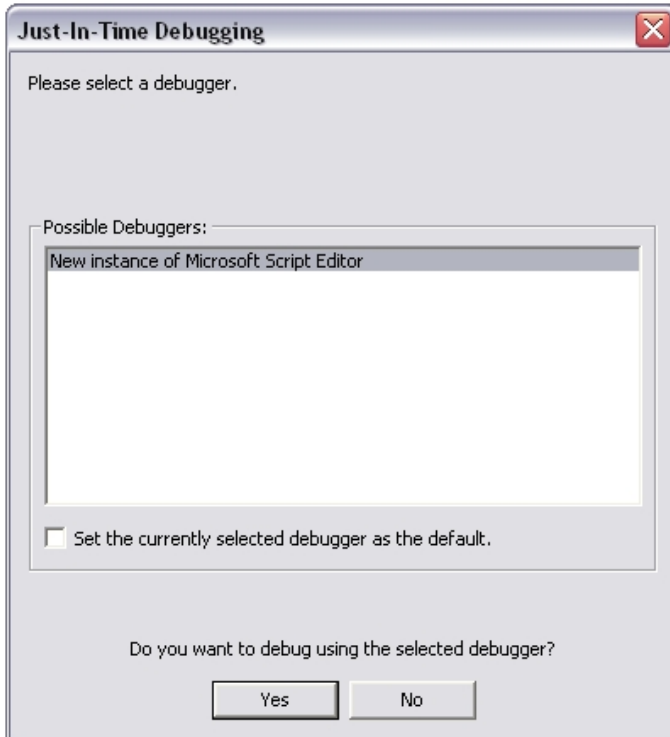 Just-In-Time Debugging
Please select a debugger.
Possible Debuggers:
New instance of Microsoft Script Editor
Set the currently selected debugger as the default.
Do you want to debug using the selected debugger?
Yes
No